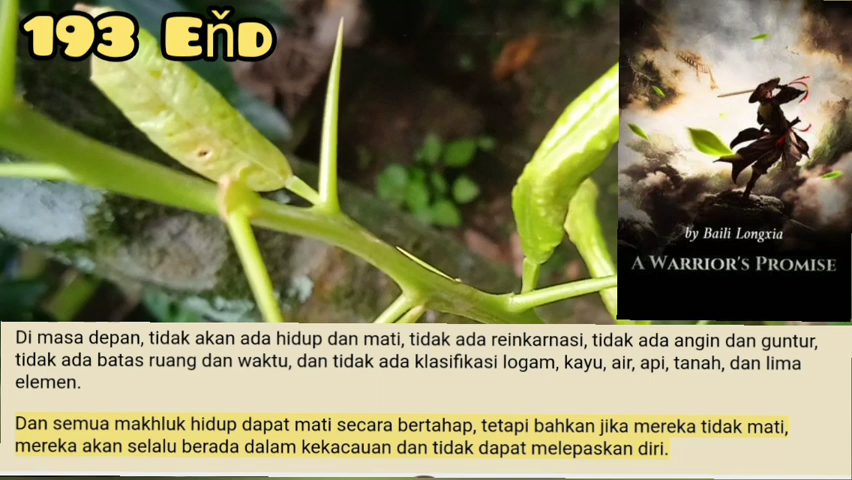 193 Eňd
by Baili Longxia
A Warrior's Promise
Di masa depan, tidak akan ada hidup dan mati, tidak ada reinkarnasi, tidak ada angin dan guntur,
tidak ada batas ruang dan waktu, dan tidak ada klasifikasi logam, kayu, air, api, tanah, dan lima
elemen.
Dan semua makhluk hidup dapat mati secara bertahap, tetapi bahkan jika mereka tidak mati,
mereka akan selalu berada dalam kekacauan dan tidak dapat melepaskan diri.